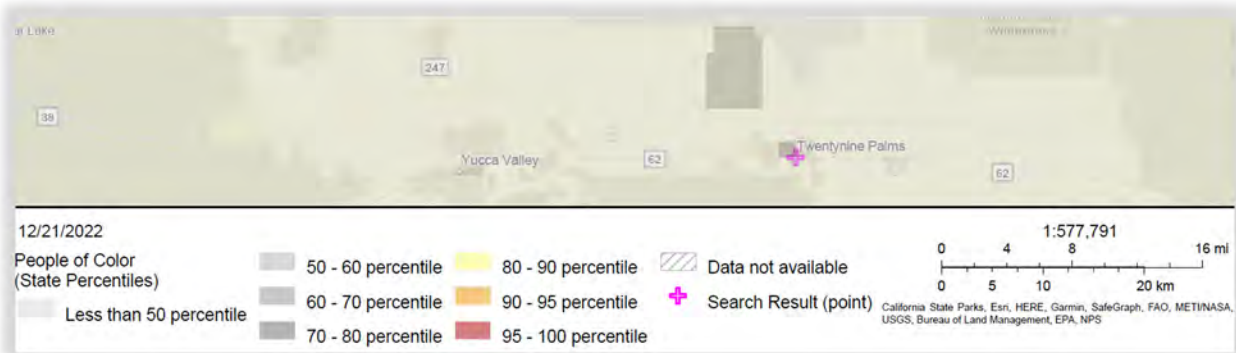 ar Lake
Wilderness
247
38
Twentynine Palms
Yucca Valley
62
62
12/21/2022
People of Color
(State Percentiles)
Less than 50 percentile
50 - 60 percentile
60 - 70 percentile
70 - 80 percentile
80 - 90 percentile
90 - 95 percentile
95 - 100 percentile
Data not available
Search Result (point)
1:577,791
0 4 8 16 mi
0 5 10 20 km
California State Parks, Esri, HERE, Garmin, SafeGraph, FAO, METI/NASA,
USGS, Bureau of Land Management, EPA, NPS